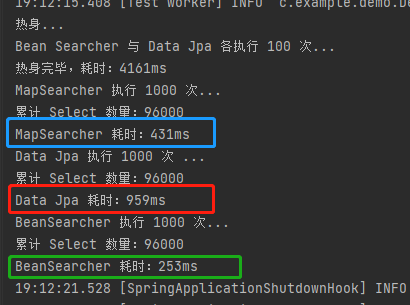 19:12:15.408 [Test worker] INFO c.example.demo.De
热身...
Bean Searcher 与 Data Jpa 各执行 100 次...
热身完毕，耗时：4161ms
MapSearcher 执行 1000 次...
累计 Select 数量：96000
MapSearcher 耗时：431ms
Data Jpa 执行 1000 次 ...
累计 Select 数量：96000
Data Jpa 耗时：959ms
BeanSearcher 执行 1000 次...
累计 Select 数量：96000
BeanSearcher 耗时：253ms
19:12:21.528 [SpringApplicationShutdownHook] INFO